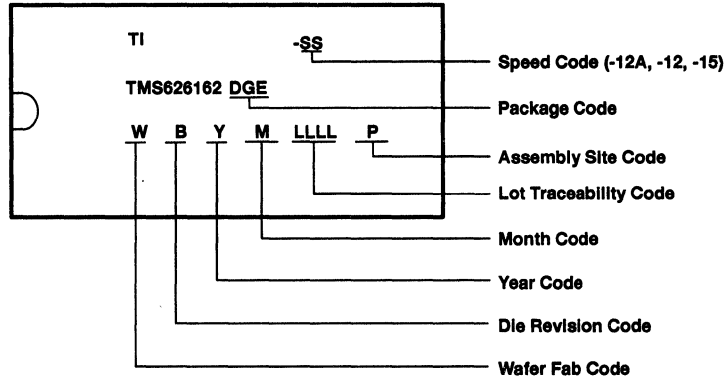 TI -SS
Speed Code (-12A, -12, -15)
TMS626162 DGE
Package Code
W B Y M LLLL P
Assembly Site Code
Lot Traceability Code
Month Code
Year Code
Die Revision Code
Wafer Fab Code